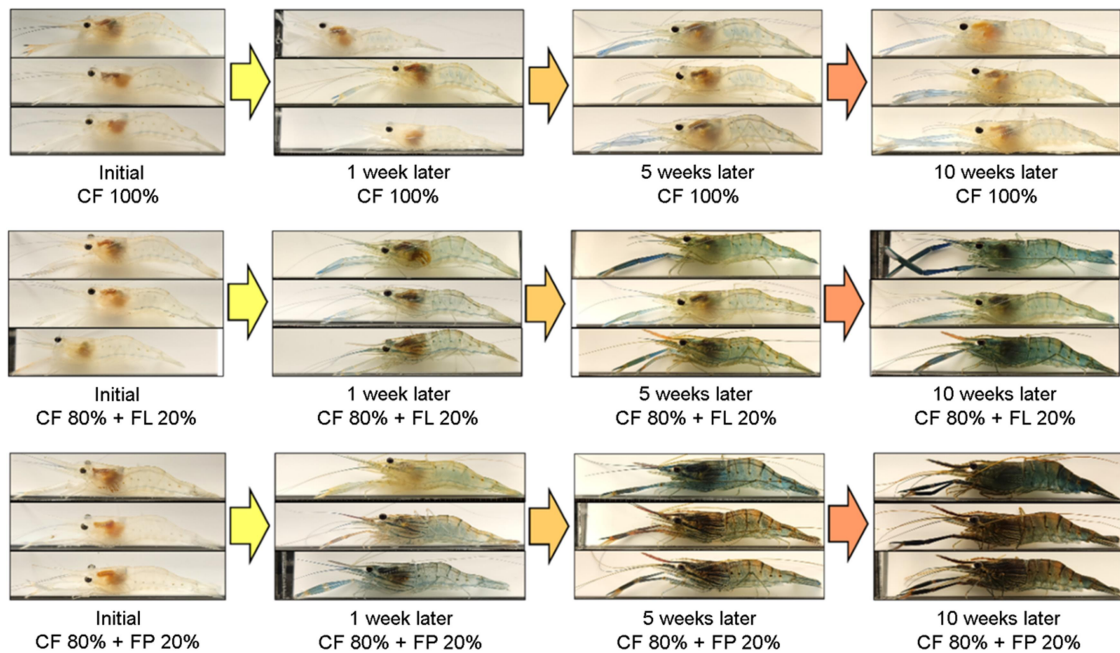 Initial
CF 100%
1 week later
CF 100%
5 weeks later
CF 100%
10 weeks later
CF 100%
Initial
CF 80% + FL 20%
1 week later
CF 80% + FL 20%
5 weeks later
CF 80% + FL 20%
10 weeks later
CF 80% + FL 20%
Initial
CF 80% + FP 20%
1 week later
CF 80% + FP 20%
5 weeks later
CF 80% + FP 20%
10 weeks later
CF 80% + FP 20%